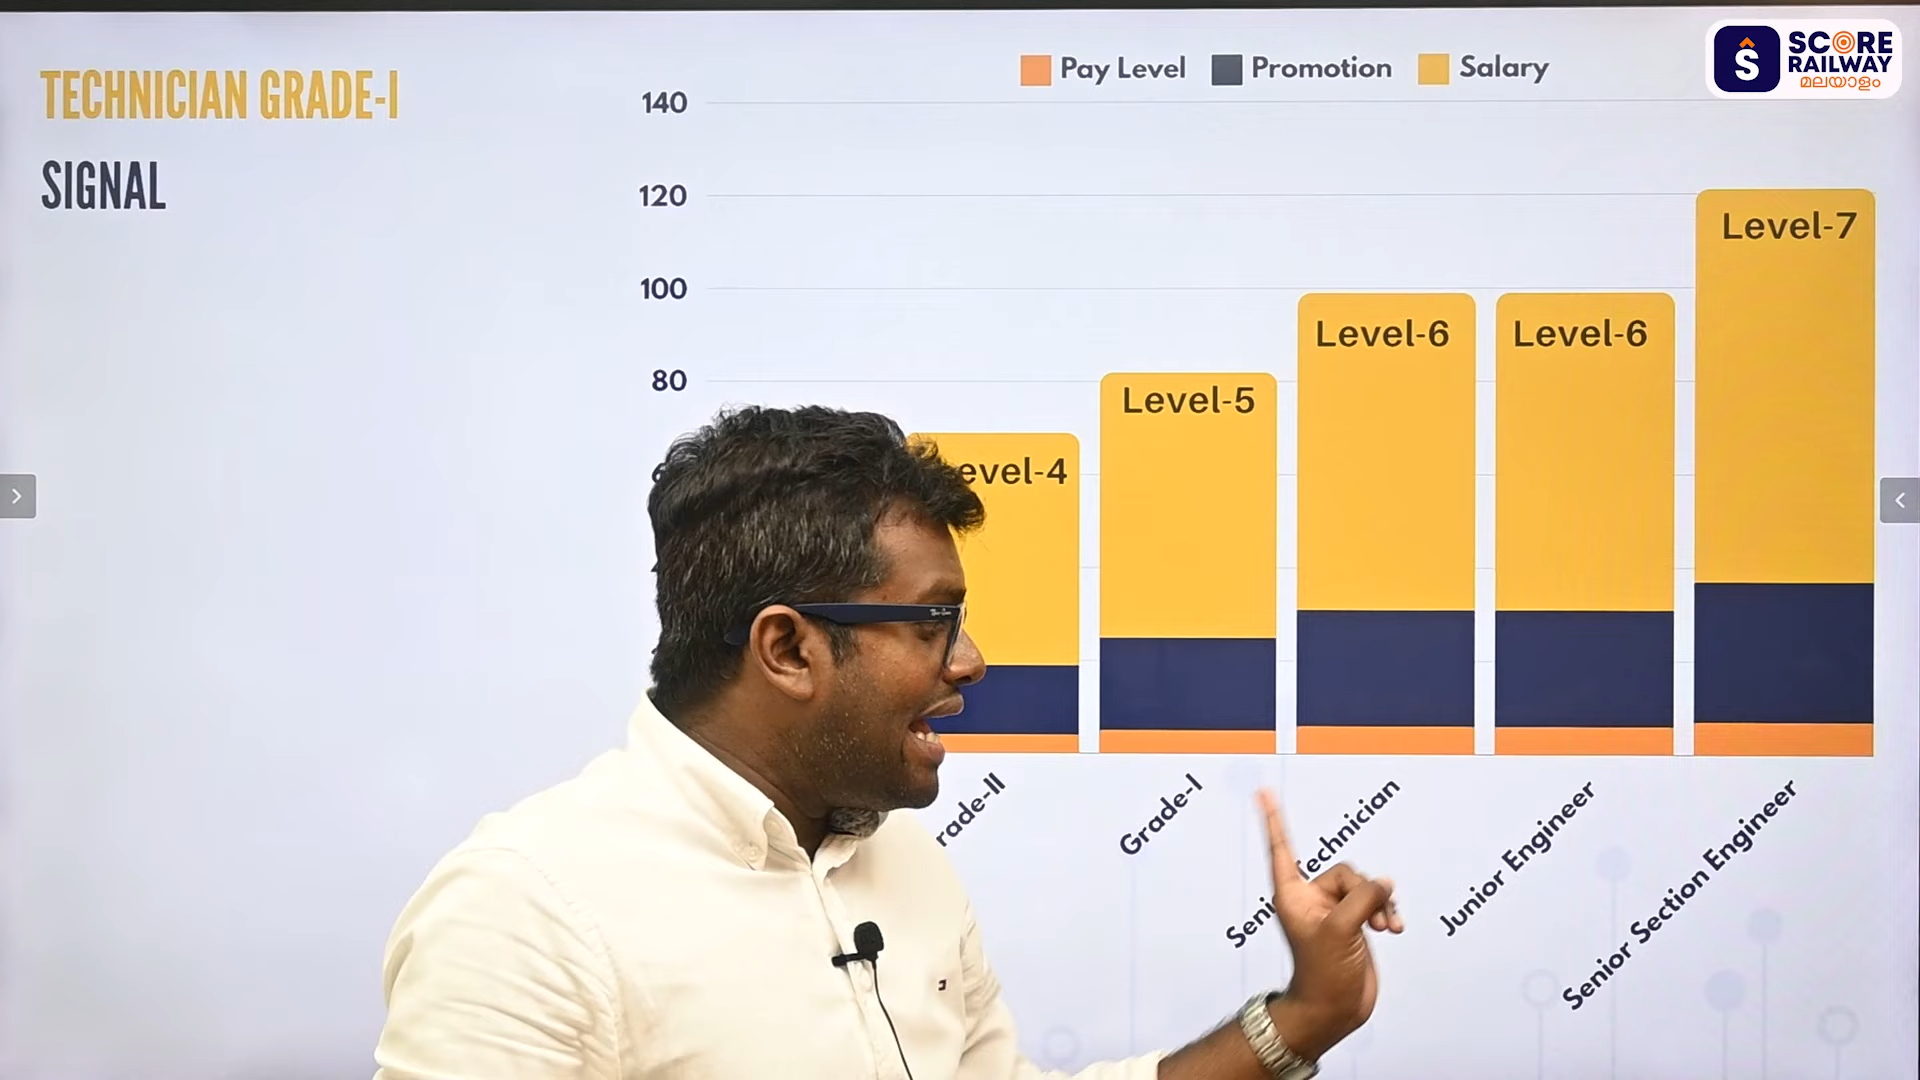 TECHNICIAN GRADE-I
SIGNAL
Pay Level
Promotion
Salary
SCORE
RAILWAY
മലയാളം
140
120
100
80
evel-4
Level-5
Level-6
Level-6
Level-7
rade-II
Grade-I
Technician
Junior Engineer
Senior Section Engineer